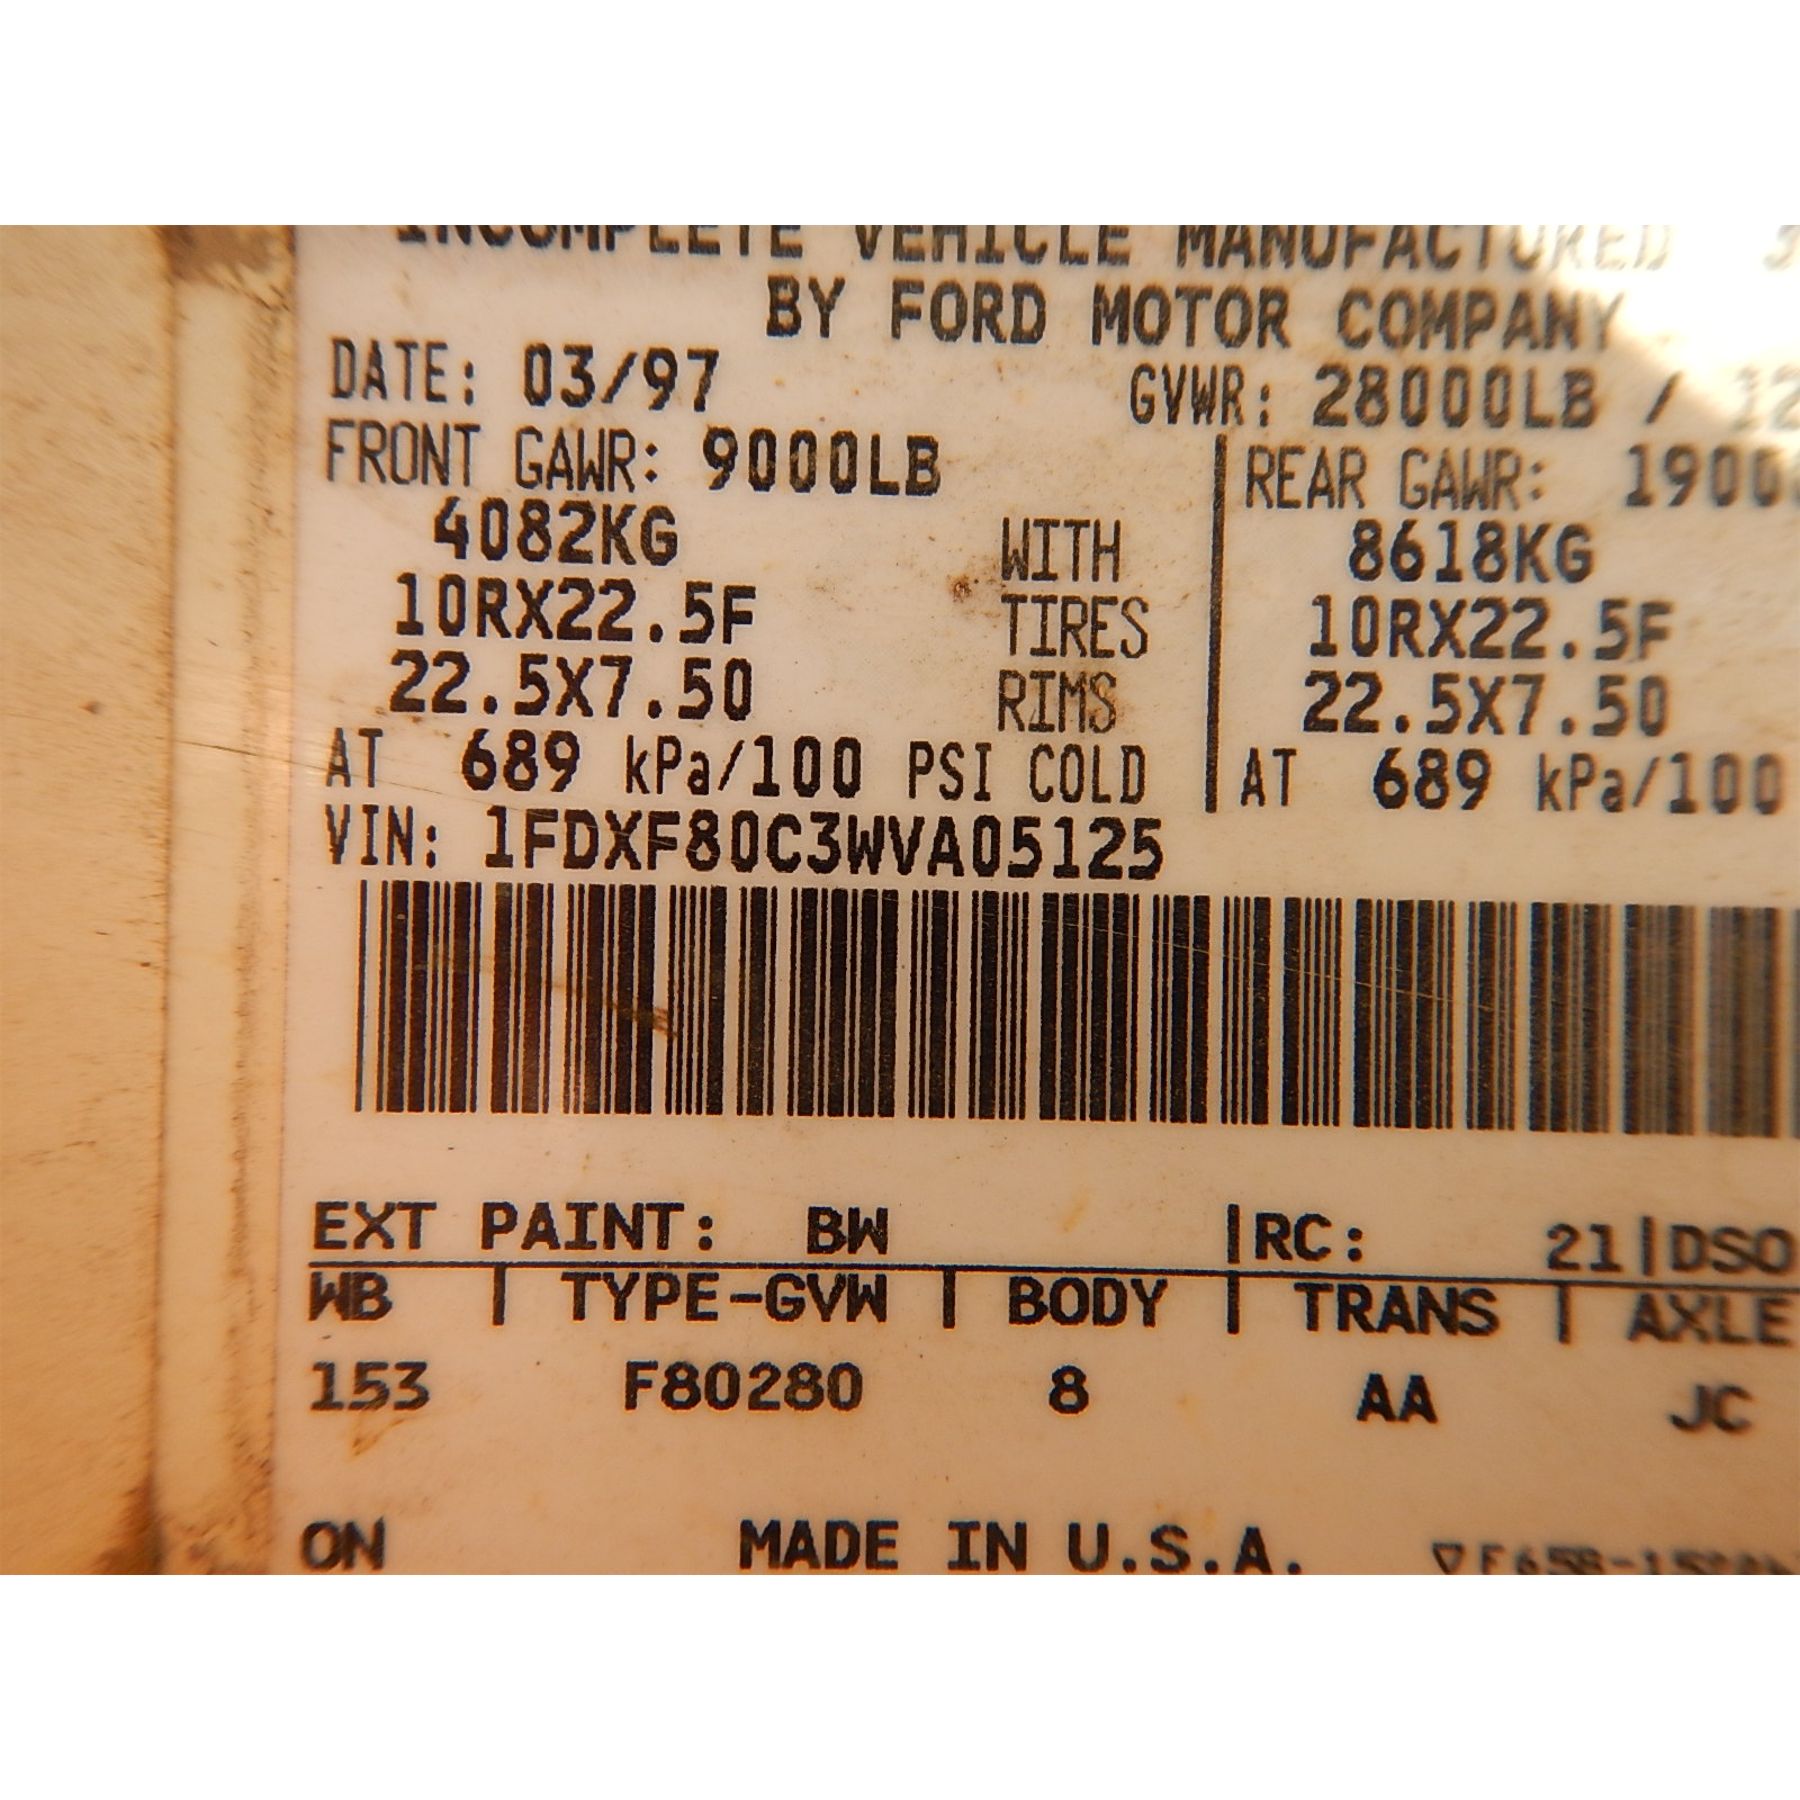 INCOMPLETE VEHICLE MANUFACTURED
BY FORD MOTOR COMPANY
DATE: 03/97 GVWR: 28000LB / 12
FRONT GAWR: 9000LB REAR GAWR: 1900
4082KG WITH 8618KG
10RX22.5F TIRES 10RX22.5F
22.5X7.50 RIMS 22.5X7.50
AT 689 kPa/100 PSI COLD AT 689 kPa/100
VIN: 1FDXF80C3WVA05125
EXT PAINT: BW |RC: 21|DSO
WB | TYPE-GVW | BODY | TRANS | AXLE
153 F80280 8 AA JC
ON MADE IN U.S.A.